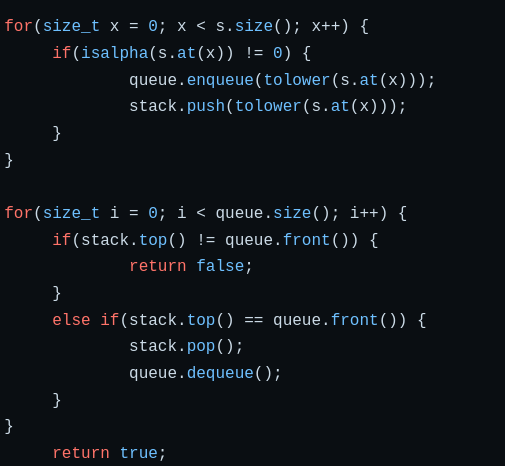 for(size_t x = 0; x < s.size(); x++) {
     if(isalpha(s.at(x)) != 0) {
             queue.enqueue(tolower(s.at(x)));
             stack.push(tolower(s.at(x)));
     }
}

for(size_t i = 0; i < queue.size(); i++) {
     if(stack.top() != queue.front()) {
             return false;
     }
     else if(stack.top() == queue.front()) {
             stack.pop();
             queue.dequeue();
     }
}
     return true;